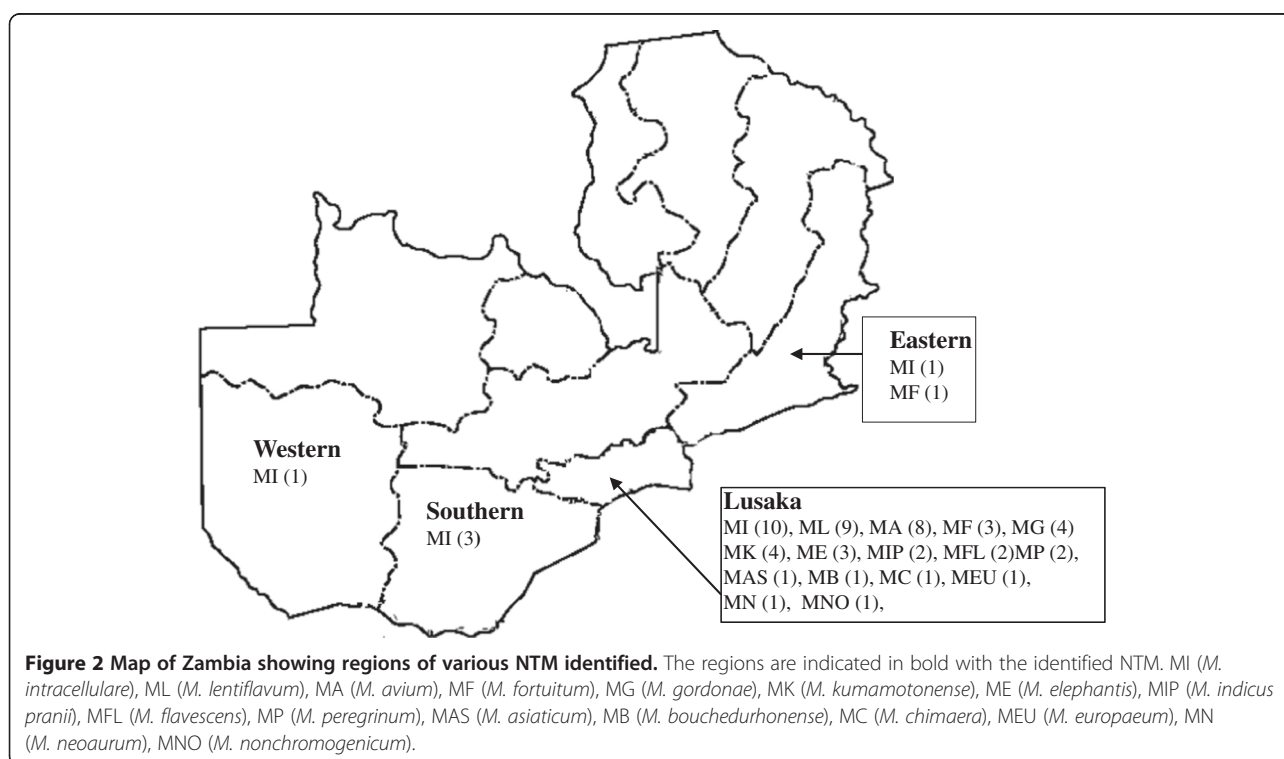 Eastern
MI (1)
MF (1)
Western
MI (1)
Southern
MI (3)
Lusaka
MI (10), ML (9), MA (8), MF (3), MG (4)
MK (4), ME (3), MIP (2), MFL (2)MP (2),
MAS (1), MB (1), MC (1), MEU (1),
MN (1), MNO (1),
Figure 2 Map of Zambia showing regions of various NTM identified. The regions are indicated in bold with the identified NTM. MI (M.
intracellulare), ML (M. lentiflavum), MA (M. avium), MF (M. fortuitum), MG (M. gordonae), MK (M. kumamotonense), ME (M. elephantis), MIP (M. indicus
pranii), MFL (M. flavescens), MP (M. peregrinum), MAS (M. asiaticum), MB (M. bouchedurhonense), MC (M. chimaera), MEU (M. europaeum), MN
(M. neoaurum), MNO (M. nonchromogenicum).